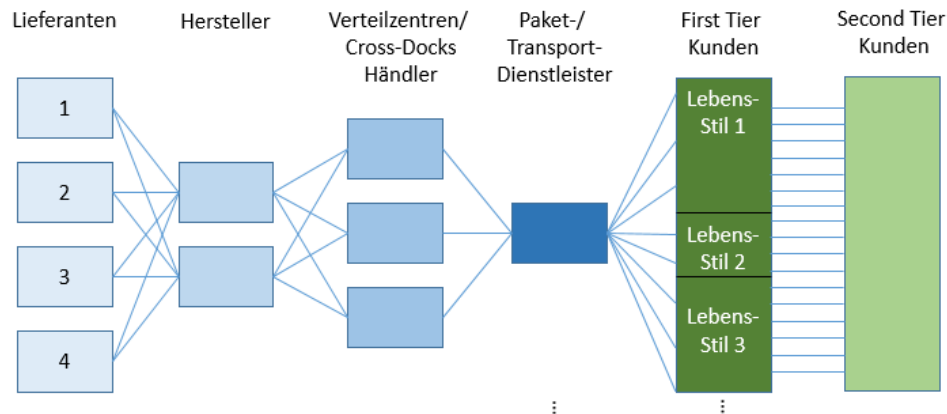 Lieferanten
Hersteller
Verteilzentren/
Cross-Docks
Händler
Paket-/
Transport-
Dienstleister
First Tier
Kunden
Second Tier
Kunden
1
2
3
4
Lebens-
Stil 1
Lebens-
Stil 2
Lebens-
Stil 3
...
...